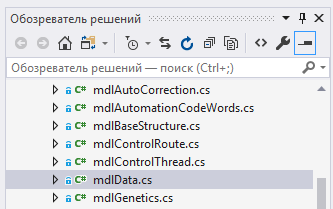 Обозреватель решений
Обозреватель решений — поиск (Ctrl+;)
C# mdlAutoCorrection.cs
C# mdlAutomationCodeWords.cs
C# mdlBaseStructure.cs
C# mdlControlRoute.cs
C# mdlControlThread.cs
C# mdlData.cs
C# mdlGenetics.cs